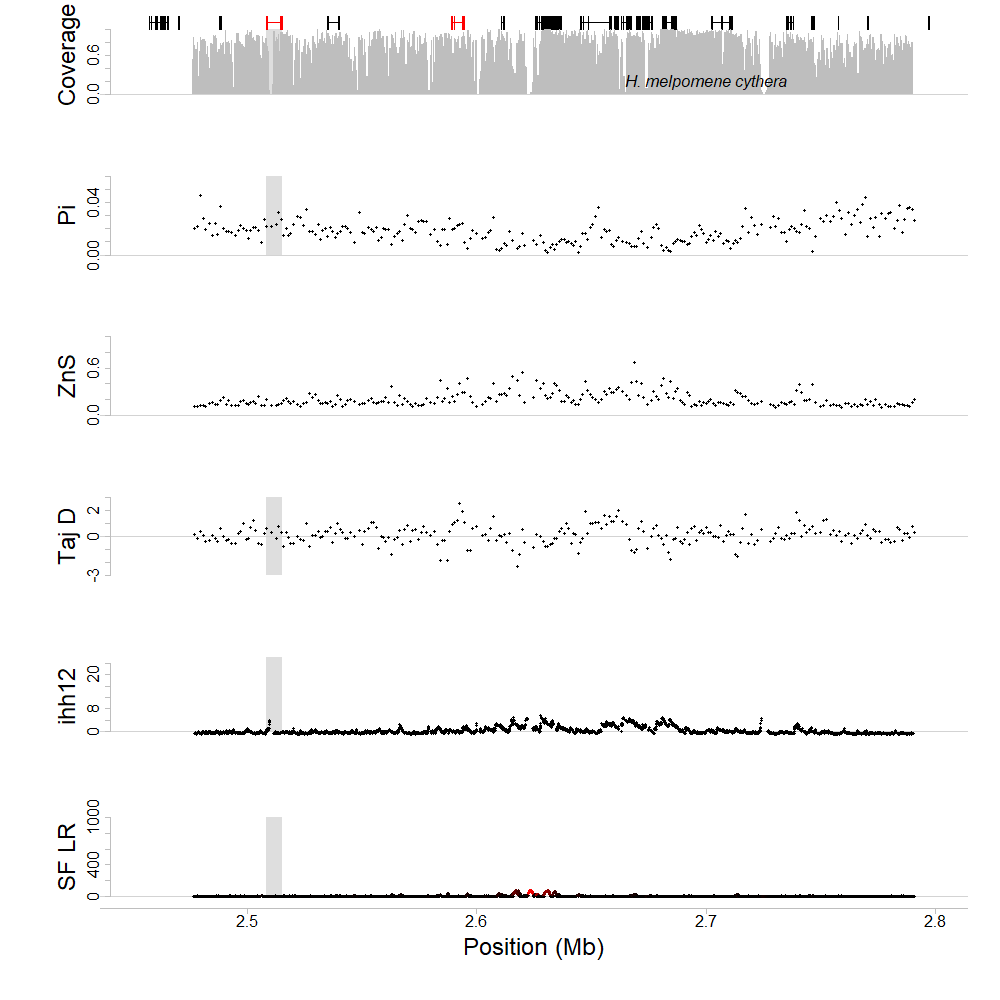 Coverage
0.0 0.6
H. melpomene cythera
Pi
0.00 0.04
ZnS
0.0 0.6
Taj D
-3 0 2
ihh12
0 8 20
SF LR
0 400 1000
2.5 2.6 2.7 2.8
Position (Mb)